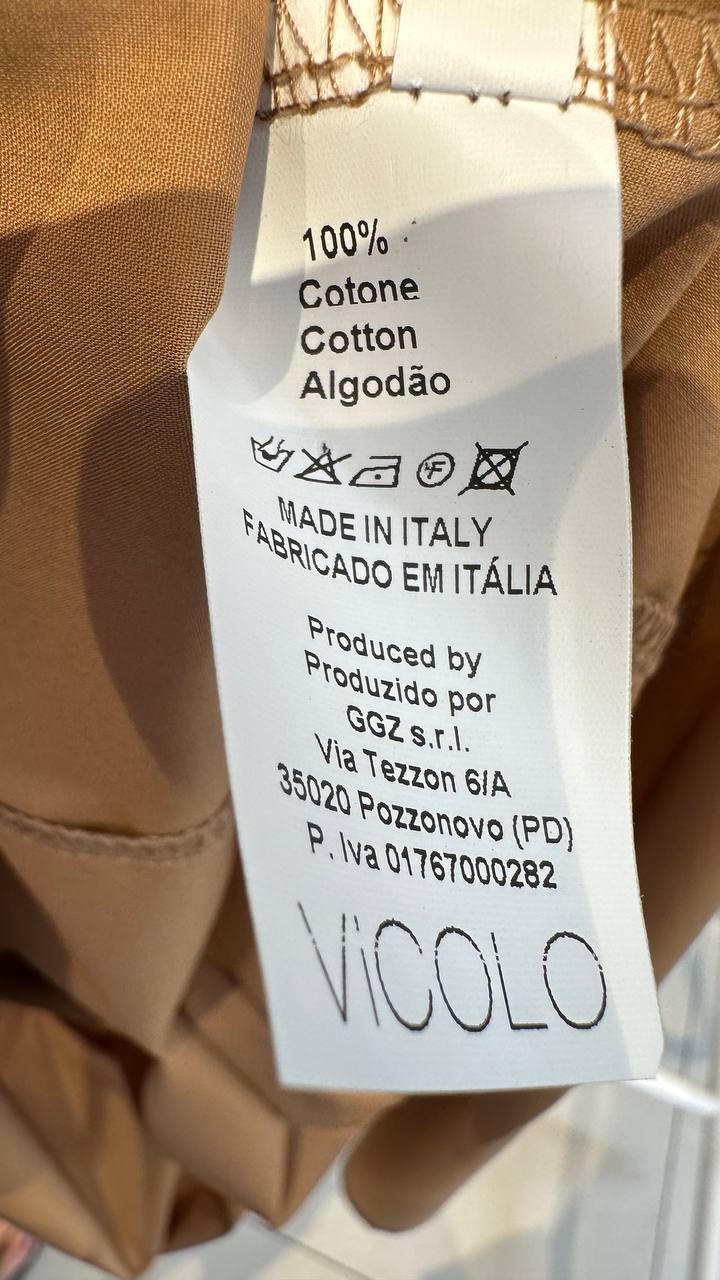 100%
Cotone
Cotton
Algodão
F
MADE IN ITALY
FABRICADO EM ITÁLIA
Produced by
Produzido por
GGZ s.r.l.
Via Tezzon 6/A
35020 Pozzonovo (PD)
P. Iva 01767000282
ViCOLO